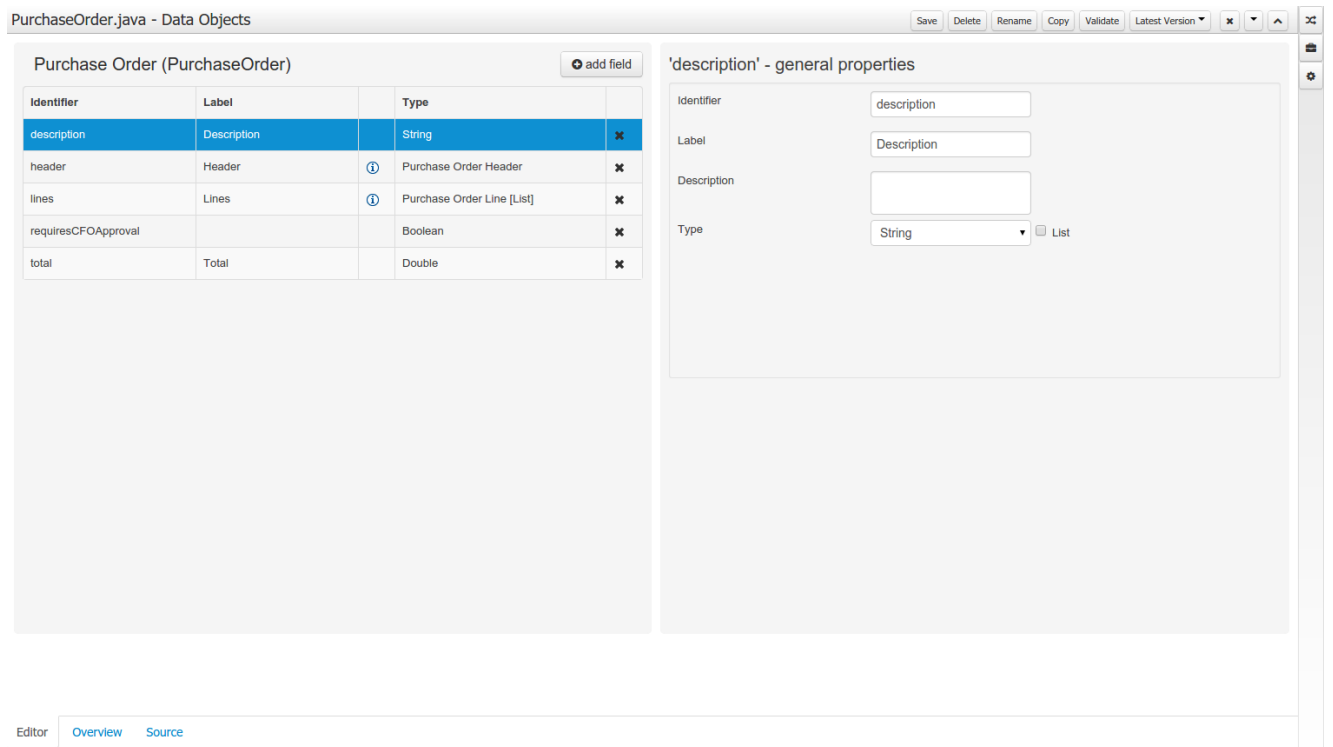 PurchaseOrder.java - Data Objects
Save Delete Rename Copy Validate Latest Version
Purchase Order (PurchaseOrder)
add field
Identifier Label Type
description Description String
header Header Purchase Order Header
lines Lines Purchase Order Line [List]
requiresCFOApproval Boolean
total Total Double
'description' - general properties
Identifier description
Label Description
Description
Type String List
Editor Overview Source